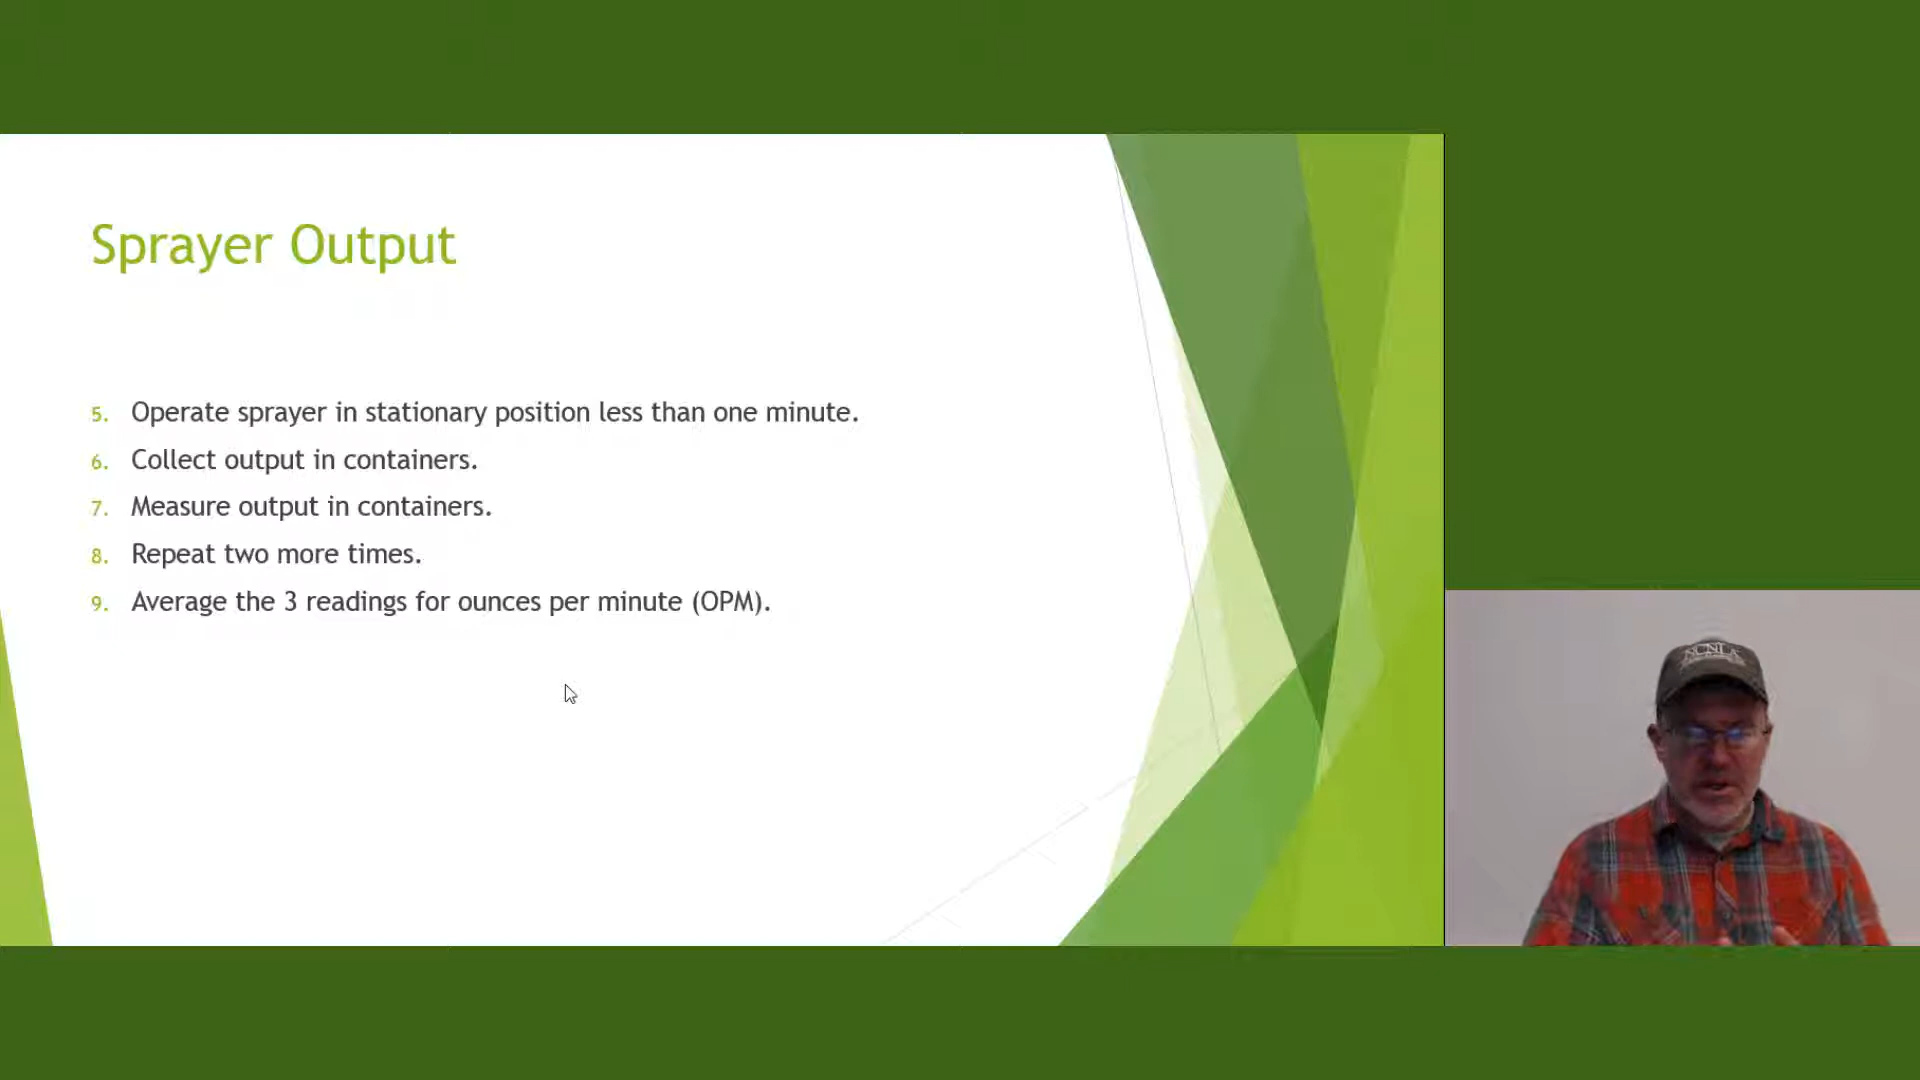 Sprayer Output
5. Operate sprayer in stationary position less than one minute.
6. Collect output in containers.
7. Measure output in containers.
8. Repeat two more times.
9. Average the 3 readings for ounces per minute (OPM).
NCNLA